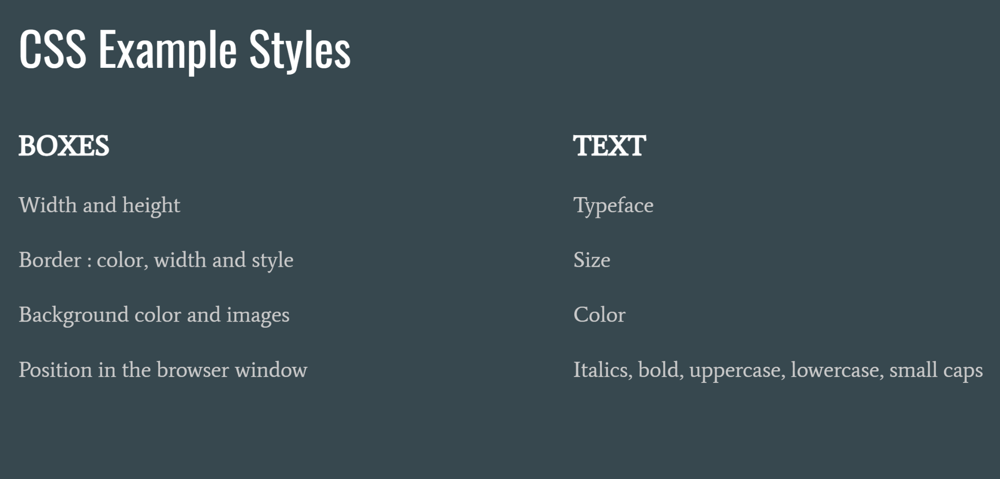 CSS Example Styles
BOXES
Width and height
Border : color, width and style
Background color and images
Position in the browser window
TEXT
Typeface
Size
Color
Italics, bold, uppercase, lowercase, small caps